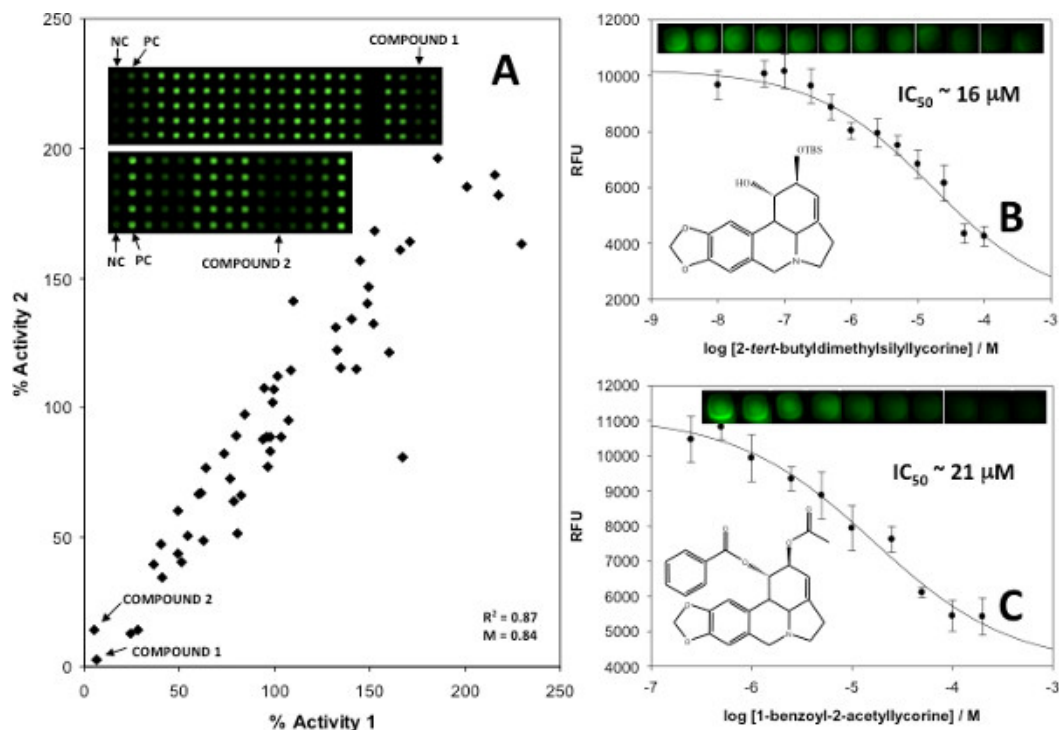 NC PC COMPOUND 1
A
NC PC COMPOUND 2
COMPOUND 2
COMPOUND 1
R² = 0.87
M = 0.84
% Activity 2
200
150
100
50
0
0 50 100 150 200 250
% Activity 1
RFU
12000
10000
8000
6000
4000
2000
IC₅₀ ~ 16 µM
B
OTBS
HO
O
O
N
-9 -8 -7 -6 -5 -4 -3
log [2-tert-butyldimethylsilyllycorine] / M
RFU
12000
11000
10000
9000
8000
7000
6000
5000
4000
IC₅₀ ~ 21 µM
C
O
O
O
O
O
O
N
-7 -6 -5 -4 -3
log [1-benzoyl-2-acetyllycorine] / M